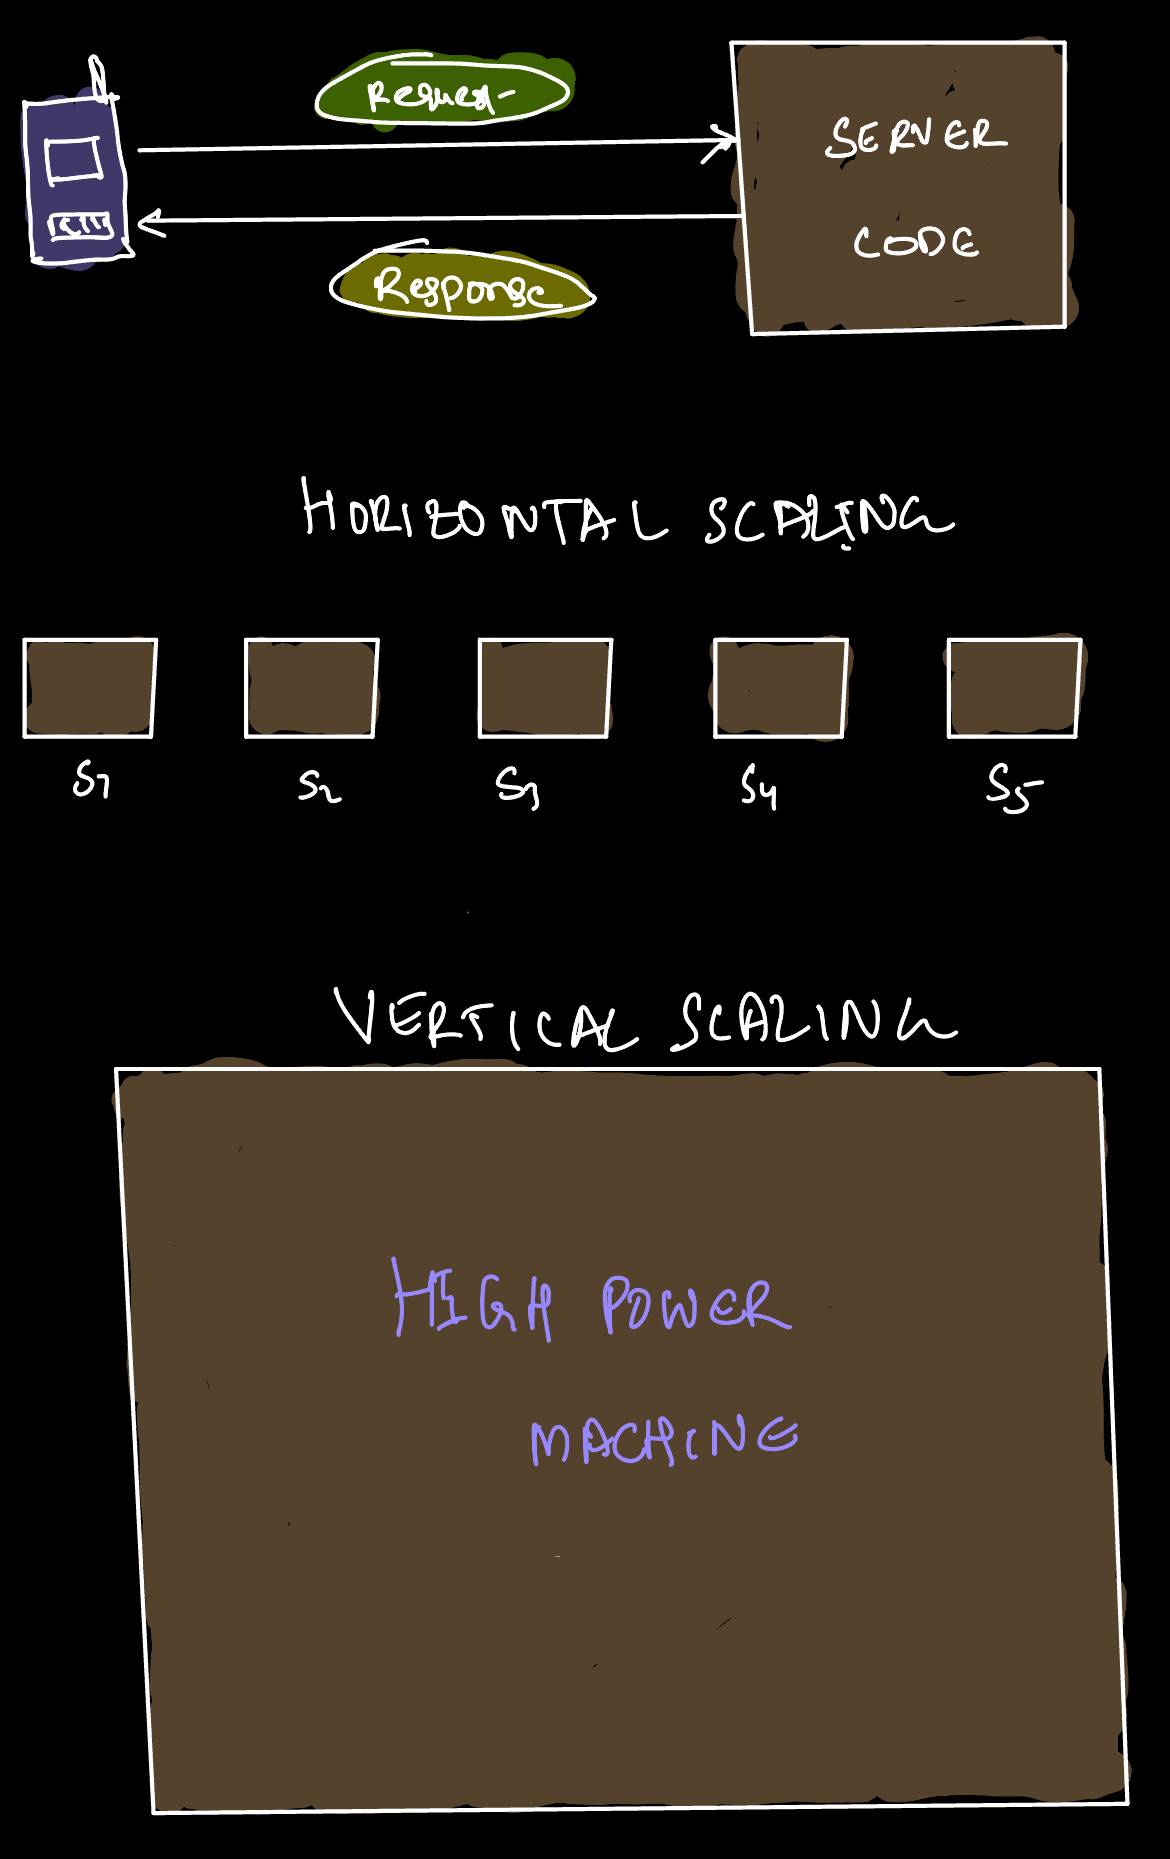 Request
SERVER
CODE
Response
HORIZONTAL SCALING
S1 S2 S3 S4 S5
VERTICAL SCALING
HIGH POWER
MACHINE